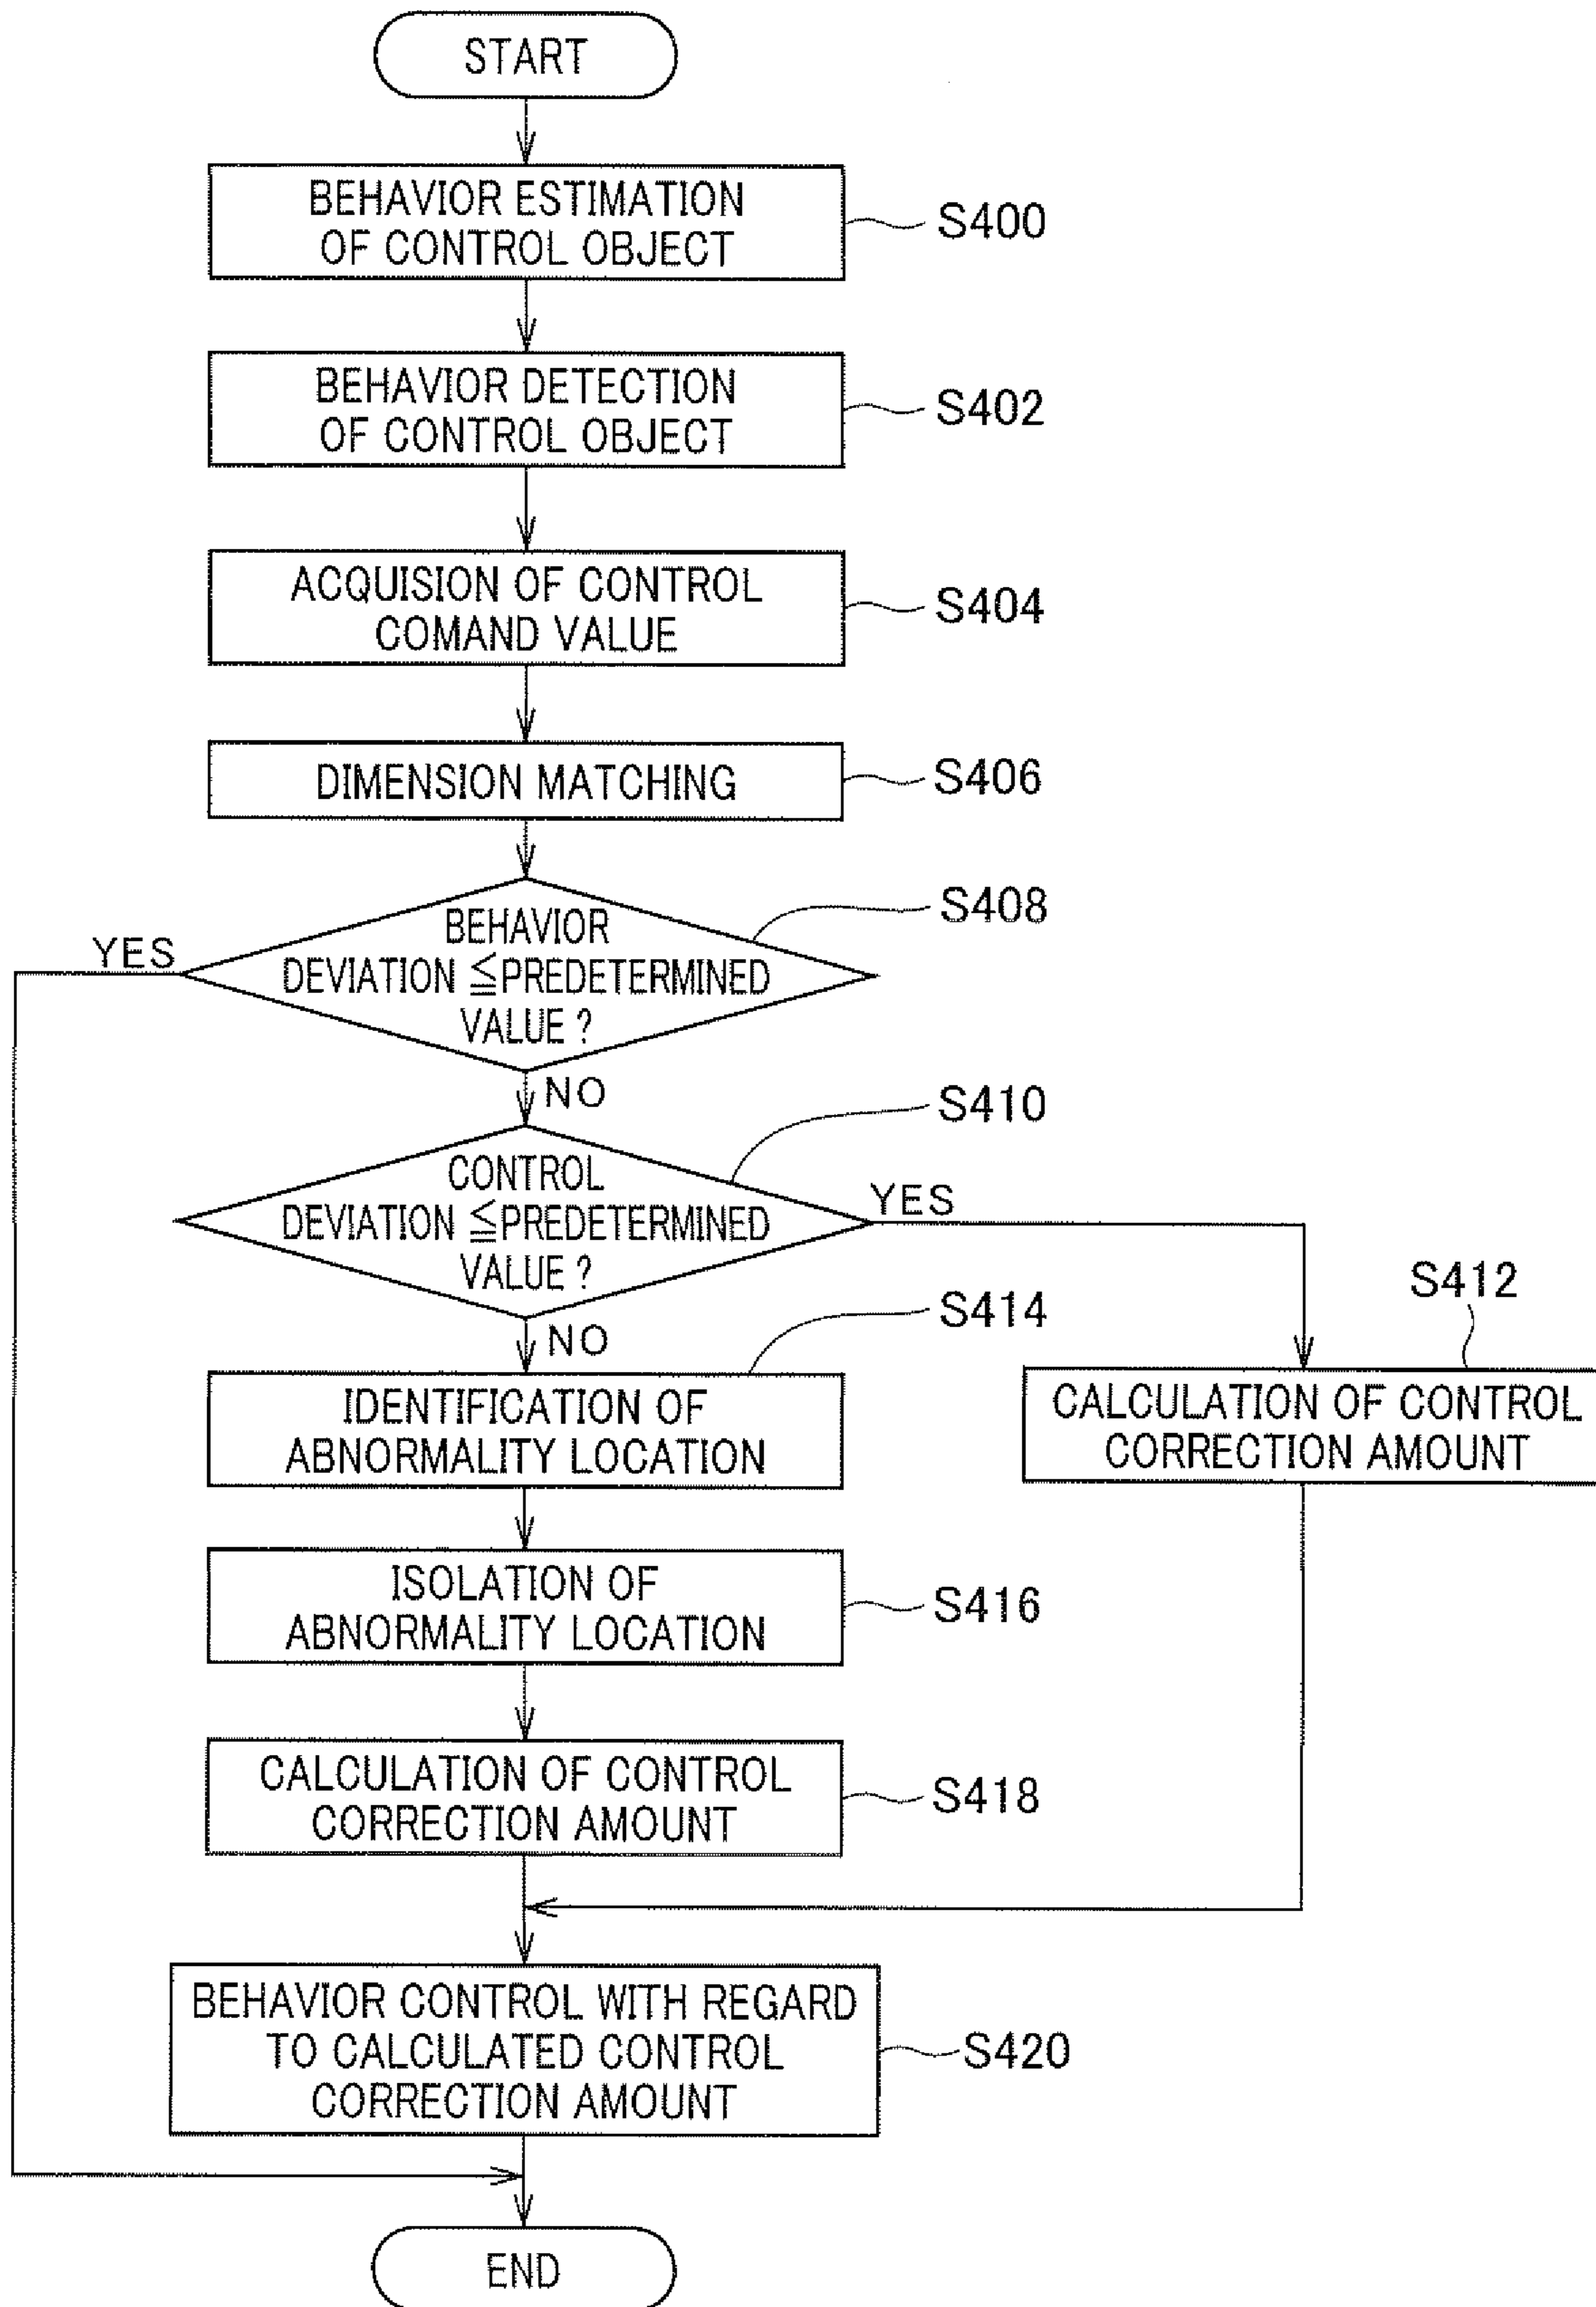 START
BEHAVIOR ESTIMATION
OF CONTROL OBJECT
S400
BEHAVIOR DETECTION
OF CONTROL OBJECT
S402
ACQUISION OF CONTROL
COMAND VALUE
S404
DIMENSION MATCHING
S406
BEHAVIOR
DEVIATION ≦PREDETERMINED
VALUE ?
S408
YES
NO
CONTROL
DEVIATION ≦PREDETERMINED
VALUE ?
S410
YES
NO
S412
CALCULATION OF CONTROL
CORRECTION AMOUNT
S414
IDENTIFICATION OF
ABNORMALITY LOCATION
ISOLATION OF
ABNORMALITY LOCATION
S416
CALCULATION OF CONTROL
CORRECTION AMOUNT
S418
BEHAVIOR CONTROL WITH REGARD
TO CALCULATED CONTROL
CORRECTION AMOUNT
S420
END